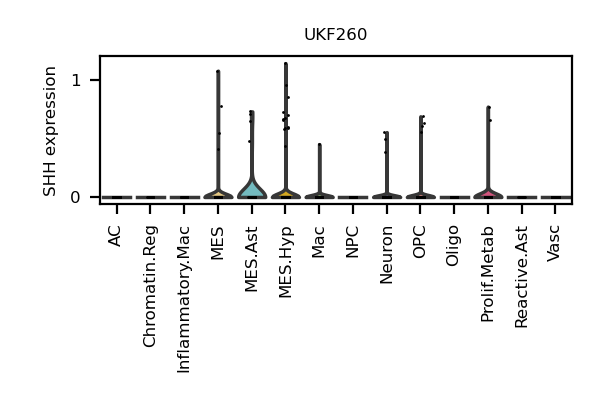 UKF260
SHH expression
1
0
AC
Chromatin.Reg
Inflammatory.Mac
MES
MES.Ast
MES.Hyp
Mac
NPC
Neuron
OPC
Oligo
Prolif.Metab
Reactive.Ast
Vasc